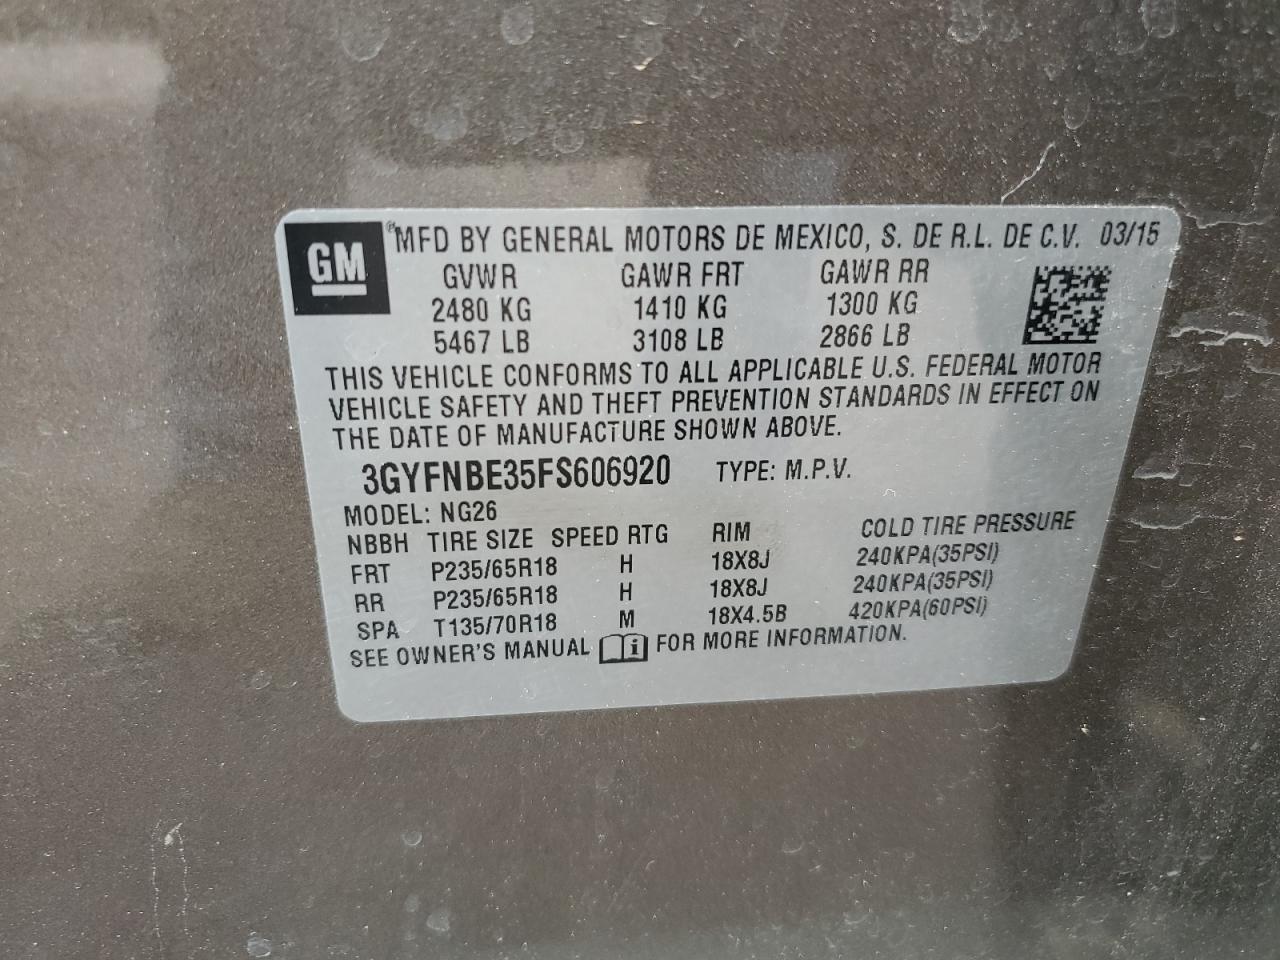 GM ® MFD BY GENERAL MOTORS DE MEXICO, S. DE R.L. DE C.V. 03/15
GVWR GAWR FRT GAWR RR
2480 KG 1410 KG 1300 KG
5467 LB 3108 LB 2866 LB
THIS VEHICLE CONFORMS TO ALL APPLICABLE U.S. FEDERAL MOTOR
VEHICLE SAFETY AND THEFT PREVENTION STANDARDS IN EFFECT ON
THE DATE OF MANUFACTURE SHOWN ABOVE.
3GYFNBE35FS606920 TYPE: M.P.V.
MODEL: NG26
NBBH TIRE SIZE SPEED RTG RIM COLD TIRE PRESSURE
FRT P235/65R18 H 18X8J 240KPA(35PSI)
RR P235/65R18 H 18X8J 240KPA(35PSI)
SPA T135/70R18 M 18X4.5B 420KPA(60PSI)
SEE OWNER'S MANUAL i FOR MORE INFORMATION.